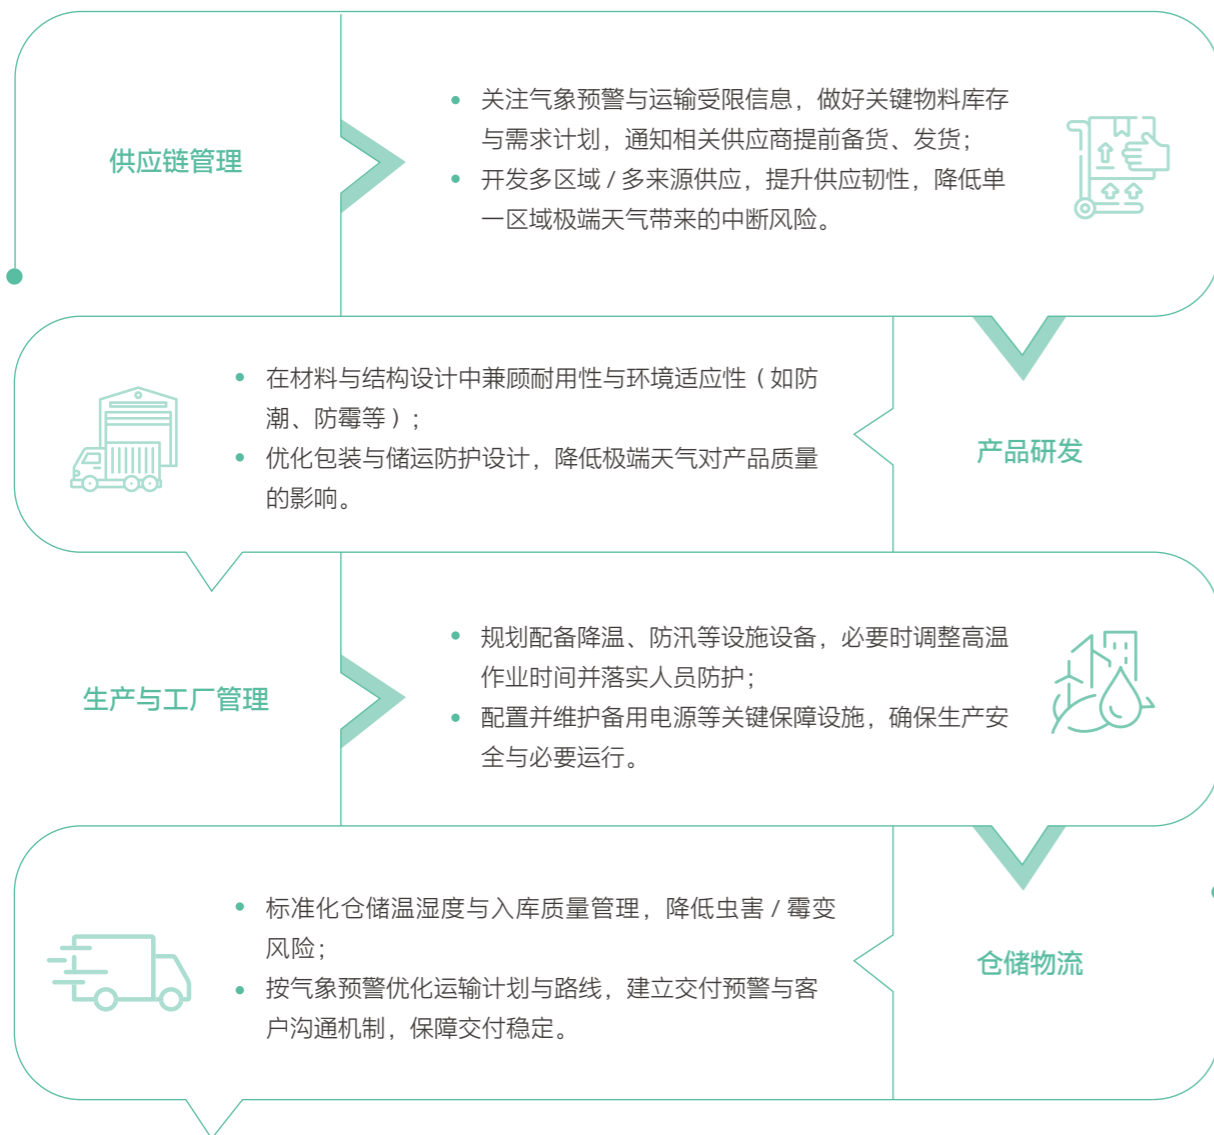 供应链管理
• 关注气象预警与运输受限信息，做好关键物料库存
与需求计划，通知相关供应商提前备货、发货；
• 开发多区域 / 多来源供应，提升供应韧性，降低单
一区域极端天气带来的中断风险。
产品研发
• 在材料与结构设计中兼顾耐用性与环境适应性（如防
潮、防霉等）；
• 优化包装与储运防护设计，降低极端天气对产品质量
的影响。
生产与工厂管理
• 规划配备降温、防汛等设施设备，必要时调整高温
作业时间并落实人员防护；
• 配置并维护备用电源等关键保障设施，确保生产安
全与必要运行。
仓储物流
• 标准化仓储温湿度与入库质量管理，降低虫害 / 霉变
风险；
• 按气象预警优化运输计划与路线，建立交付预警与客
户沟通机制，保障交付稳定。